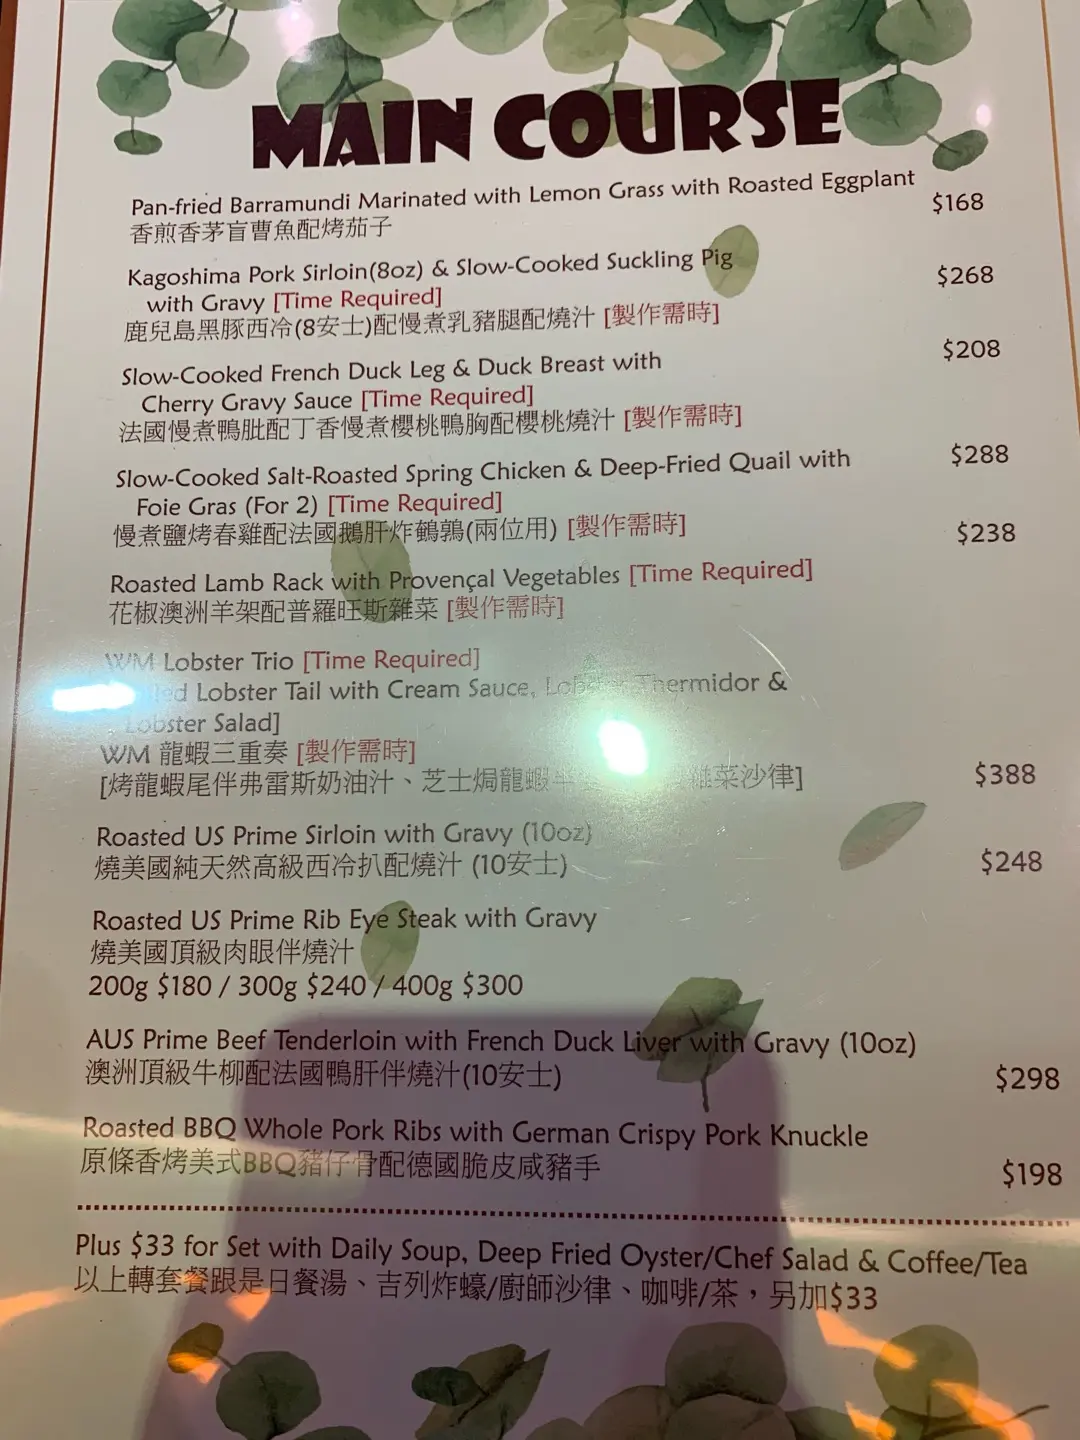 MAIN COURSE
Pan-fried Barramundi Marinated with Lemon Grass with Roasted Eggplant $168
香煎香茅盲曹魚配烤茄子
Kagoshima Pork Sirloin(8oz) & Slow-Cooked Suckling Pig $268
with Gravy [Time Required]
鹿兒島黑豚西冷(8安士)配慢煮乳豬腿配燒汁 [製作需時]
Slow-Cooked French Duck Leg & Duck Breast with $208
Cherry Gravy Sauce [Time Required]
法國慢煮鴨肶配丁香慢煮櫻桃鴨胸配櫻桃燒汁 [製作需時]
Slow-Cooked Salt-Roasted Spring Chicken & Deep-Fried Quail with $288
Foie Gras (For 2) [Time Required]
慢煮鹽烤春雞配法國鵝肝炸鵪鶉(兩位用) [製作需時]
$238
Roasted Lamb Rack with Provençal Vegetables [Time Required]
花椒澳洲羊架配普羅旺斯雜菜 [製作需時]
WM Lobster Trio [Time Required]
Lobster Tail with Cream Sauce, Lobster Thermidor &
Lobster Salad]
WM 龍蝦三重奏 [製作需時]
[烤龍蝦尾伴弗雷斯奶油汁、芝士焗龍蝦 雜菜沙律] $388
Roasted US Prime Sirloin with Gravy (10oz)
燒美國純天然高級西冷扒配燒汁 (10安士) $248
Roasted US Prime Rib Eye Steak with Gravy
燒美國頂級肉眼伴燒汁
200g $180 / 300g $240 / 400g $300
AUS Prime Beef Tenderloin with French Duck Liver with Gravy (10oz)
澳洲頂級牛柳配法國鴨肝伴燒汁(10安士) $298
Roasted BBQ Whole Pork Ribs with German Crispy Pork Knuckle
原條香烤美式BBQ豬仔骨配德國脆皮咸豬手 $198
Plus $33 for Set with Daily Soup, Deep Fried Oyster/Chef Salad & Coffee/Tea
以上轉套餐跟是日餐湯、吉列炸蠔/廚師沙律、咖啡/茶，另加$33